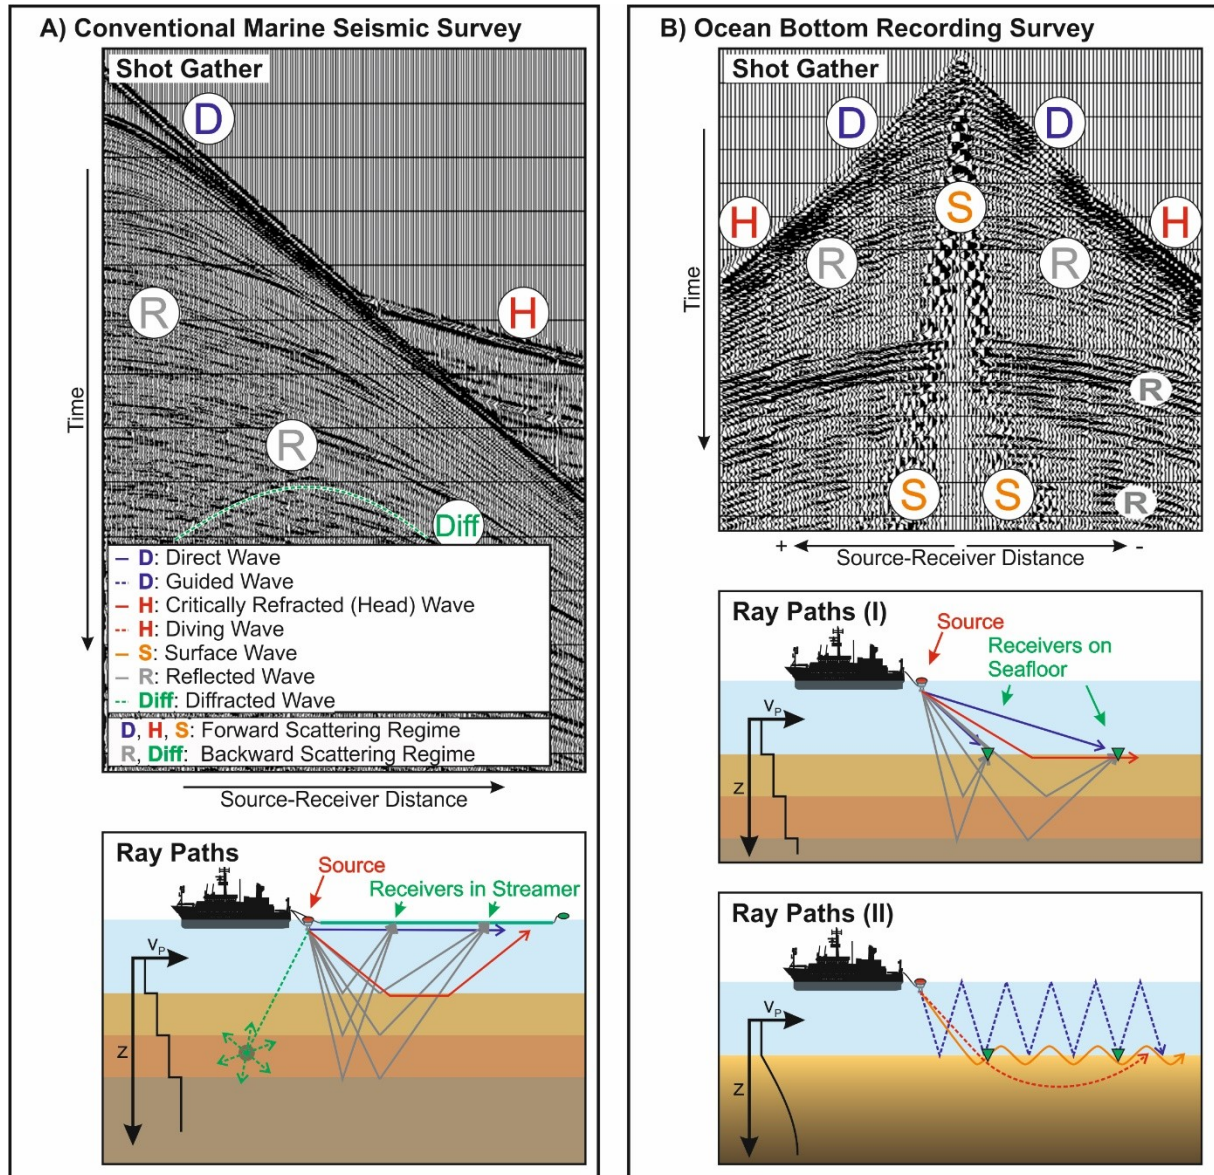 A) Conventional Marine Seismic Survey
Shot Gather
D
H
R
R
Diff
Time
D: Direct Wave
D: Guided Wave
H: Critically Refracted (Head) Wave
H: Diving Wave
S: Surface Wave
R: Reflected Wave
Diff: Diffracted Wave
D, H, S: Forward Scattering Regime
R, Diff: Backward Scattering Regime
Source-Receiver Distance
Ray Paths
Source
Receivers in Streamer
VP
z
B) Ocean Bottom Recording Survey
Shot Gather
D D
H S H
R R
R
S S R
Time
+ Source-Receiver Distance -
Ray Paths (I)
Source
Receivers on
Seafloor
VP
z
Ray Paths (II)
VP
z